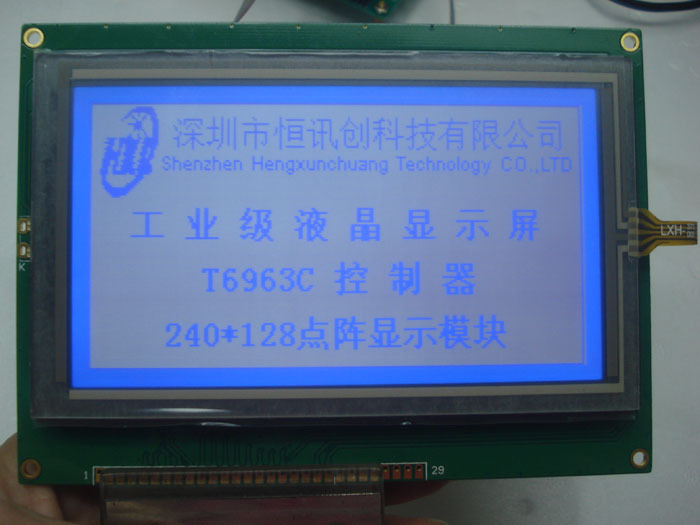 深圳市恒讯创科技有限公司
Shenzhen Hengxunchuang Technology CO.,LTD
工业级液晶显示屏
T6963C 控制器
240*128点阵显示模块
LXH-
K
1
29